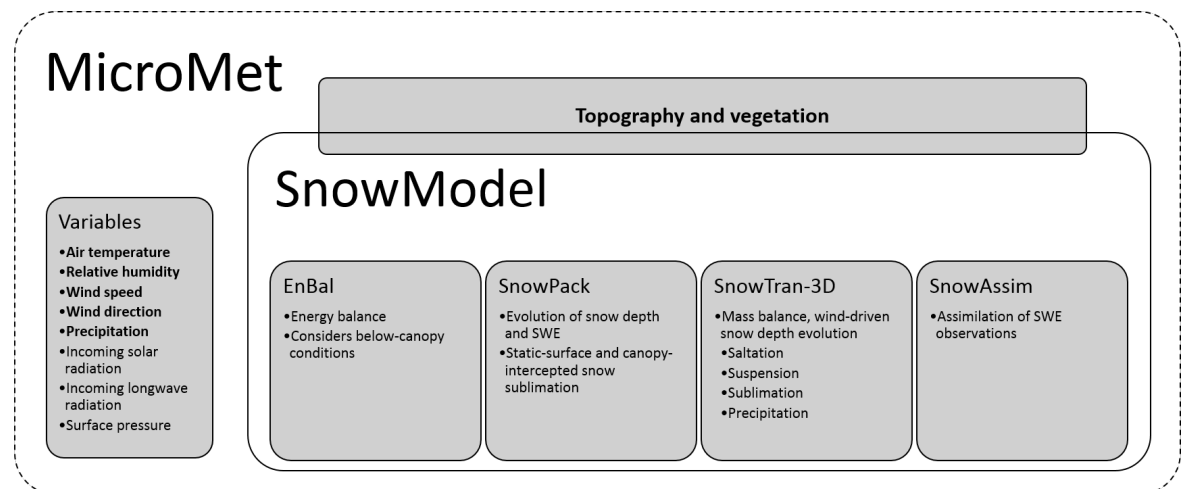 MicroMet
Topography and vegetation
SnowModel
Variables
•Air temperature
•Relative humidity
•Wind speed
•Wind direction
•Precipitation
•Incoming solar
radiation
•Incoming longwave
radiation
•Surface pressure
EnBal
•Energy balance
•Considers below-canopy
conditions
SnowPack
•Evolution of snow depth
and SWE
•Static-surface and canopy-
intercepted snow
sublimation
SnowTran-3D
•Mass balance, wind-driven
snow depth evolution
•Saltation
•Suspension
•Sublimation
•Precipitation
SnowAssim
•Assimilation of SWE
observations